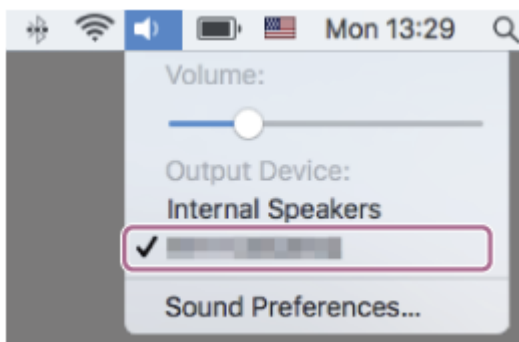 Mon 13:29
Volume:
Output Device:
Internal Speakers
Sound Preferences...